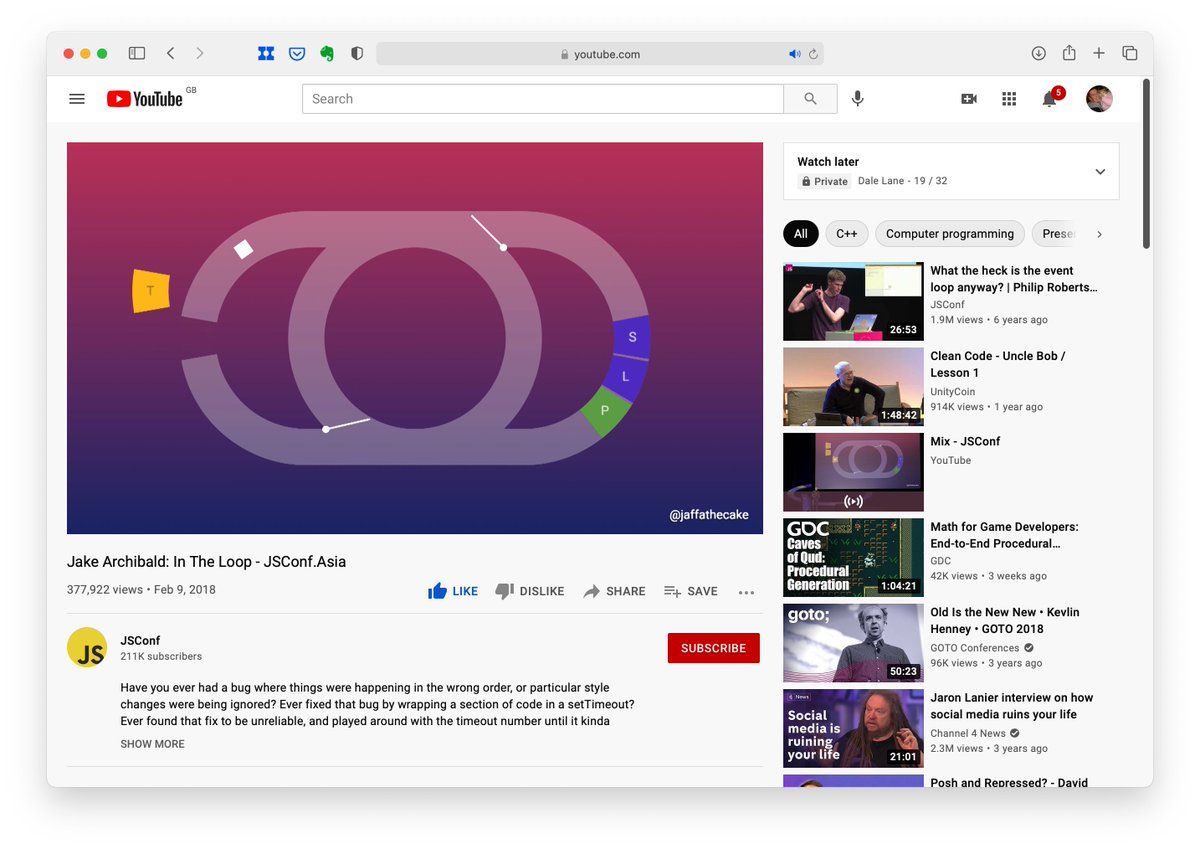 youtube.com
YouTube GB
Search
5
T
S
L
P
@jaffathecake
Jake Archibald: In The Loop - JSConf.Asia
377,922 views • Feb 9, 2018
LIKE
DISLIKE
SHARE
SAVE
JS
JSConf
211K subscribers
SUBSCRIBE
Have you ever had a bug where things were happening in the wrong order, or particular style
changes were being ignored? Ever fixed that bug by wrapping a section of code in a setTimeout?
Ever found that fix to be unreliable, and played around with the timeout number until it kinda
SHOW MORE
Watch later
Private Dale Lane - 19 / 32
All
C++
Computer programming
Prese
JS
26:53
What the heck is the event
loop anyway? | Philip Roberts…
JSConf
1.9M views • 6 years ago
1:48:42
Clean Code - Uncle Bob /
Lesson 1
UnityCoin
914K views • 1 year ago
Mix - JSConf
YouTube
GDC
Caves
of Qud:
Procedural
Generation
1:04:21
Math for Game Developers:
End-to-End Procedural…
GDC
42K views • 3 weeks ago
goto;
50:23
Old Is the New New • Kevlin
Henney • GOTO 2018
GOTO Conferences
96K views • 3 years ago
4 News
Social
media is
ruining
your life
21:01
Jaron Lanier interview on how
social media ruins your life
Channel 4 News
2.3M views • 3 years ago
Posh and Repressed? - David